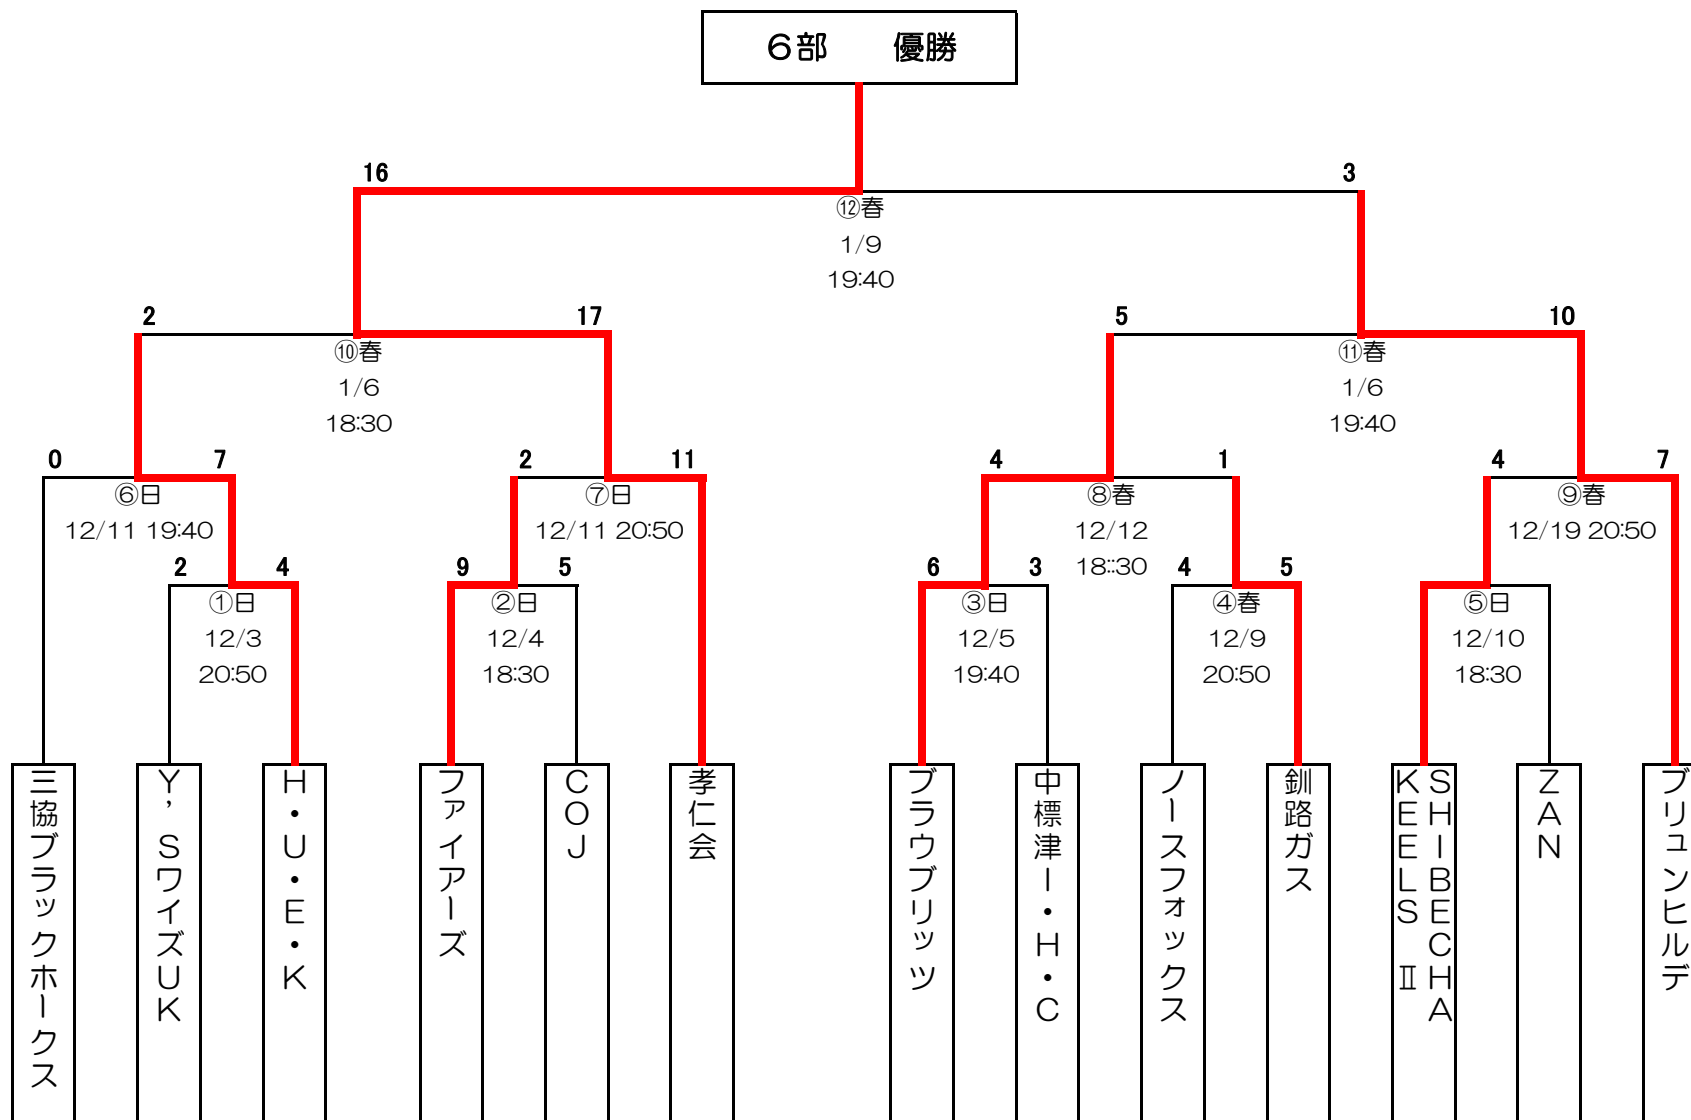 ６部　　優勝
16
3
⑫春
1/9
19:40
2
17
5
10
⑩春
1/6
18:30
⑪春
1/6
19:40
0
7
2
11
4
1
4
7
⑥日
12/11 19:40
⑦日
12/11 20:50
⑧春
12/12
18::30
⑨春
12/19 20:50
2
4
9
5
6
3
4
5
①日
12/3
20:50
②日
12/4
18:30
③日
12/5
19:40
④春
12/9
20:50
⑤日
12/10
18:30
三協ブラックホークス
Y’SワイズUK
H・U・E・K
ファイアーズ
COJ
孝仁会
ブラウブリッツ
中標津I・H・C
ノースフォックス
釧路ガス
SHIBECHA
KEELS Ⅱ
ZAN
ブリュンヒルデ